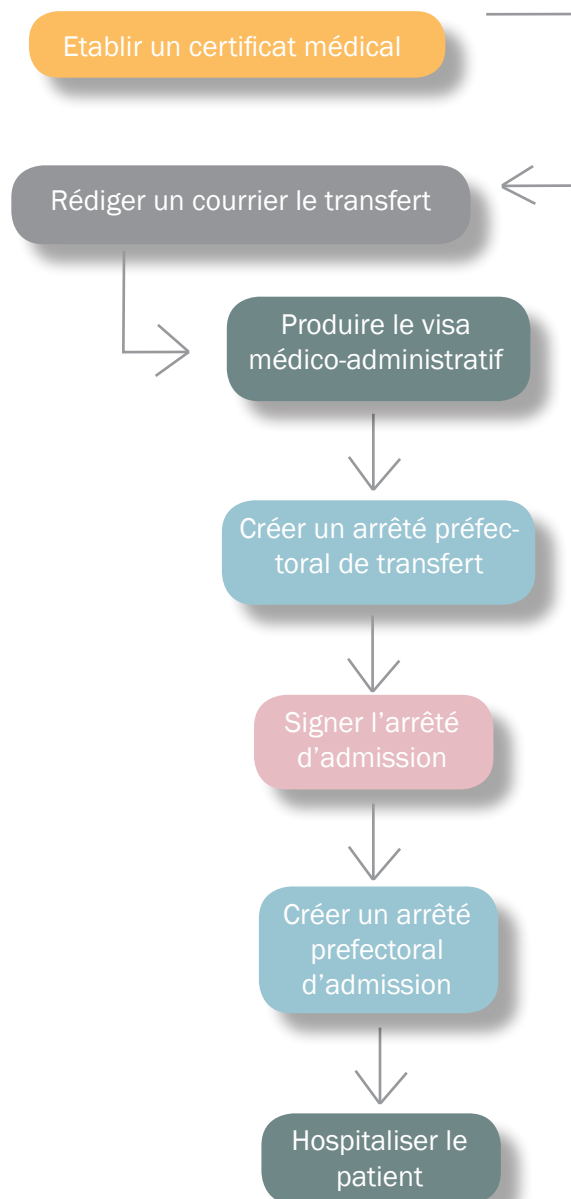 Etablir un certificat médical
Rédiger un courrier le transfert
Produire le visa
médico-administratif
Créer un arrêté préfec-
toral de transfert
Signer l’arrêté
d’admission
Créer un arrêté
prefectoral
d’admission
Hospitaliser le
patient